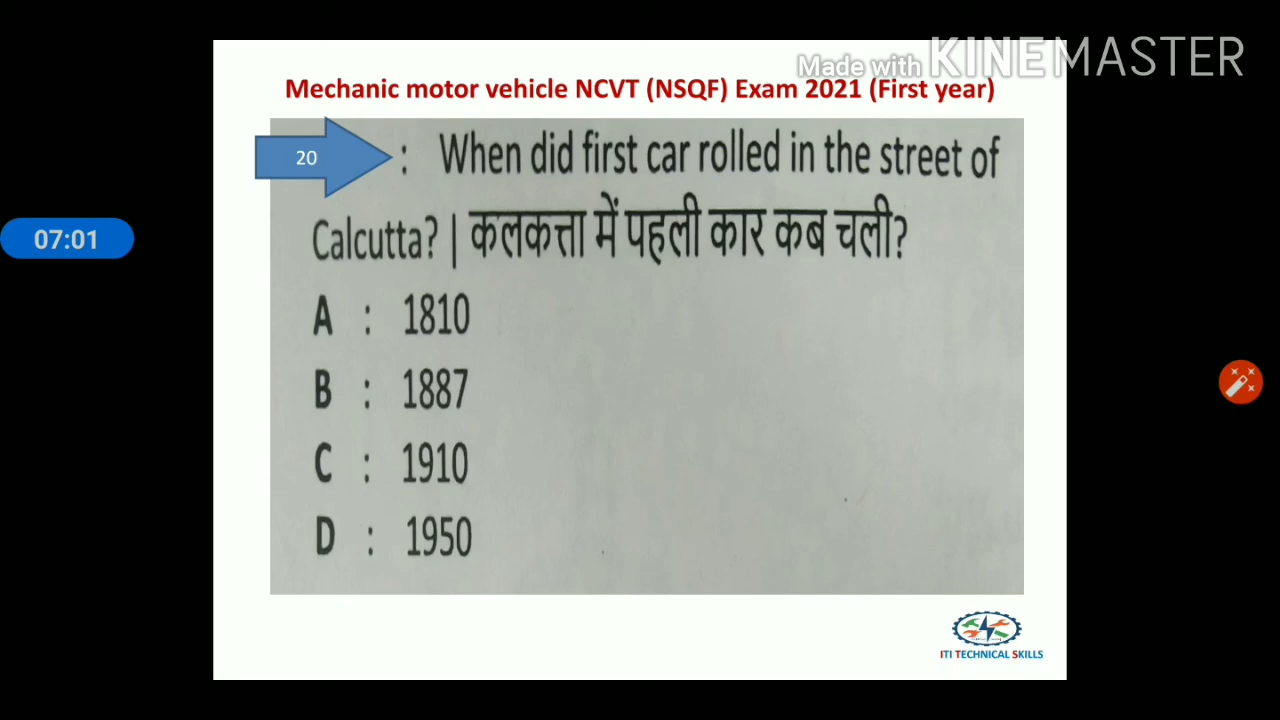 Made with KINEMASTER
Mechanic motor vehicle NCVT (NSQF) Exam 2021 (First year)
20 : When did first car rolled in the street of
Calcutta? | कलकत्ता में पहली कार कब चली?
07:01
A : 1810
B : 1887
C : 1910
D : 1950
ITI TECHNICAL SKILLS